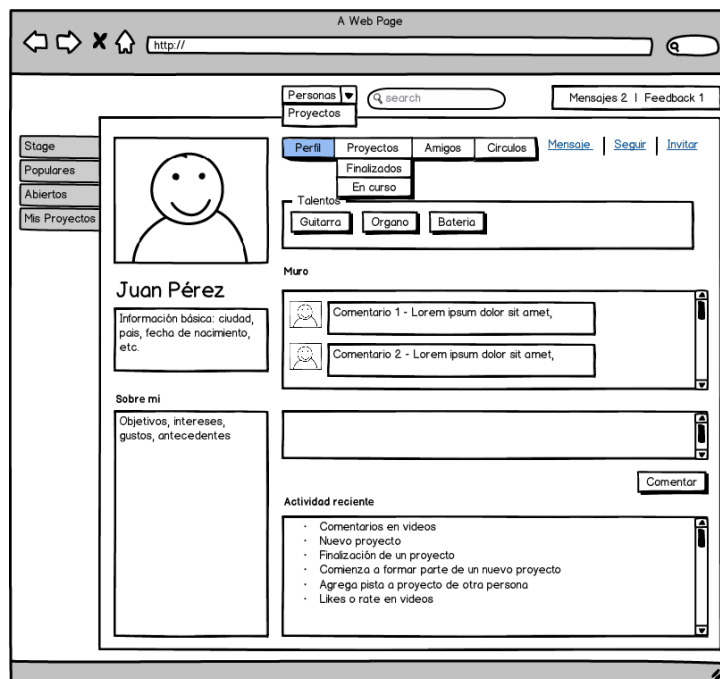 A Web Page
http://
Personas
search
Mensajes 2 | Feedback 1
Proyectos
Stage
Populares
Abiertos
Mis Proyectos
Perfil
Proyectos
Amigos
Circulos
Mensaje
Seguir
Invitar
Finalizados
En curso
Talentos
Guitarra
Organo
Bateria
Juan Pérez
Información básica: ciudad,
pais, fecha de nacimiento,
etc.
Muro
Comentario 1 - Lorem ipsum dolor sit amet,
Comentario 2 - Lorem ipsum dolor sit amet,
Sobre mi
Objetivos, intereses,
gustos, antecedentes
Comentar
Actividad reciente
· Comentarios en videos
· Nuevo proyecto
· Finalización de un proyecto
· Comienza a formar parte de un nuevo proyecto
· Agrega pista a proyecto de otra persona
· Likes o rate en videos